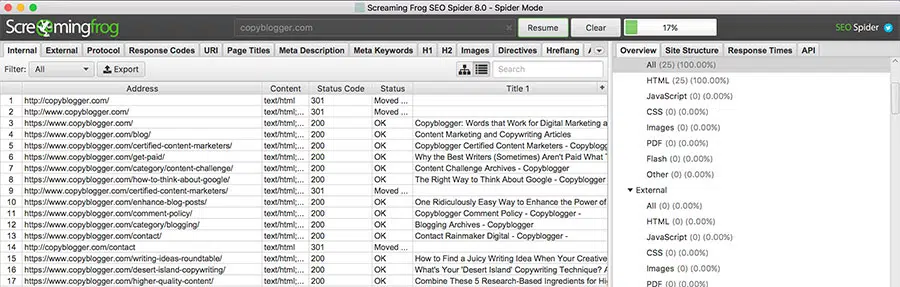 Screaming Frog SEO Spider 8.0 - Spider Mode
Screamingfrog copyblogger.com Resume Clear 17% SEO Spider
Internal External Protocol Response Codes URI Page Titles Meta Description Meta Keywords H1 H2 Images Directives Hreflang Overview Site Structure Response Times API
Filter: All Export Search
Address Content Status Code Status Title 1 +
1 http://copyblogger.com/ text/html 301 Moved ...
2 http://www.copyblogger.com/ text/html 301 Moved ...
3 https://www.copyblogger.com/ text/html;... 200 OK Copyblogger: Words that Work for Digital Marketing a
4 https://www.copyblogger.com/blog/ text/html;... 200 OK Content Marketing and Copywriting Articles
5 https://www.copyblogger.com/certified-content-marketers/ text/html;... 200 OK Copyblogger Certified Content Marketers - Copyblogg
6 https://www.copyblogger.com/get-paid/ text/html;... 200 OK Why the Best Writers (Sometimes) Aren't Paid What
7 https://www.copyblogger.com/category/content-challenge/ text/html;... 200 OK Content Challenge Archives - Copyblogger
8 https://www.copyblogger.com/how-to-think-about-google/ text/html;... 200 OK The Right Way to Think About Google - Copyblogger
9 http://www.copyblogger.com/certified-content-marketers/ text/html;... 301 Moved ...
10 https://www.copyblogger.com/enhance-blog-posts/ text/html;... 200 OK One Ridiculously Easy Way to Enhance the Power of
11 https://www.copyblogger.com/comment-policy/ text/html;... 200 OK Copyblogger Comment Policy - Copyblogger -
12 https://www.copyblogger.com/category/blogging/ text/html;... 200 OK Blogging Archives - Copyblogger
13 https://www.copyblogger.com/contact/ text/html;... 200 OK Contact Rainmaker Digital - Copyblogger -
14 http://copyblogger.com/contact text/html 301 Moved ...
15 https://www.copyblogger.com/writing-ideas-roundtable/ text/html;... 200 OK How to Find a Juicy Writing Idea When Your Creative
16 https://www.copyblogger.com/desert-island-copywriting/ text/html;... 200 OK What's Your 'Desert Island' Copywriting Technique? A
17 https://www.copyblogger.com/higher-quality-content/ text/html;... 200 OK Combine These 5 Research-Based Ingredients for Hig
All (25) (100.00%)
HTML (25) (100.00%)
JavaScript (0) (0.00%)
CSS (0) (0.00%)
Images (0) (0.00%)
PDF (0) (0.00%)
Flash (0) (0.00%)
Other (0) (0.00%)
External
All (0) (0.00%)
HTML (0) (0.00%)
JavaScript (0) (0.00%)
CSS (0) (0.00%)
Images (0) (0.00%)
PDF (0) (0.00%)